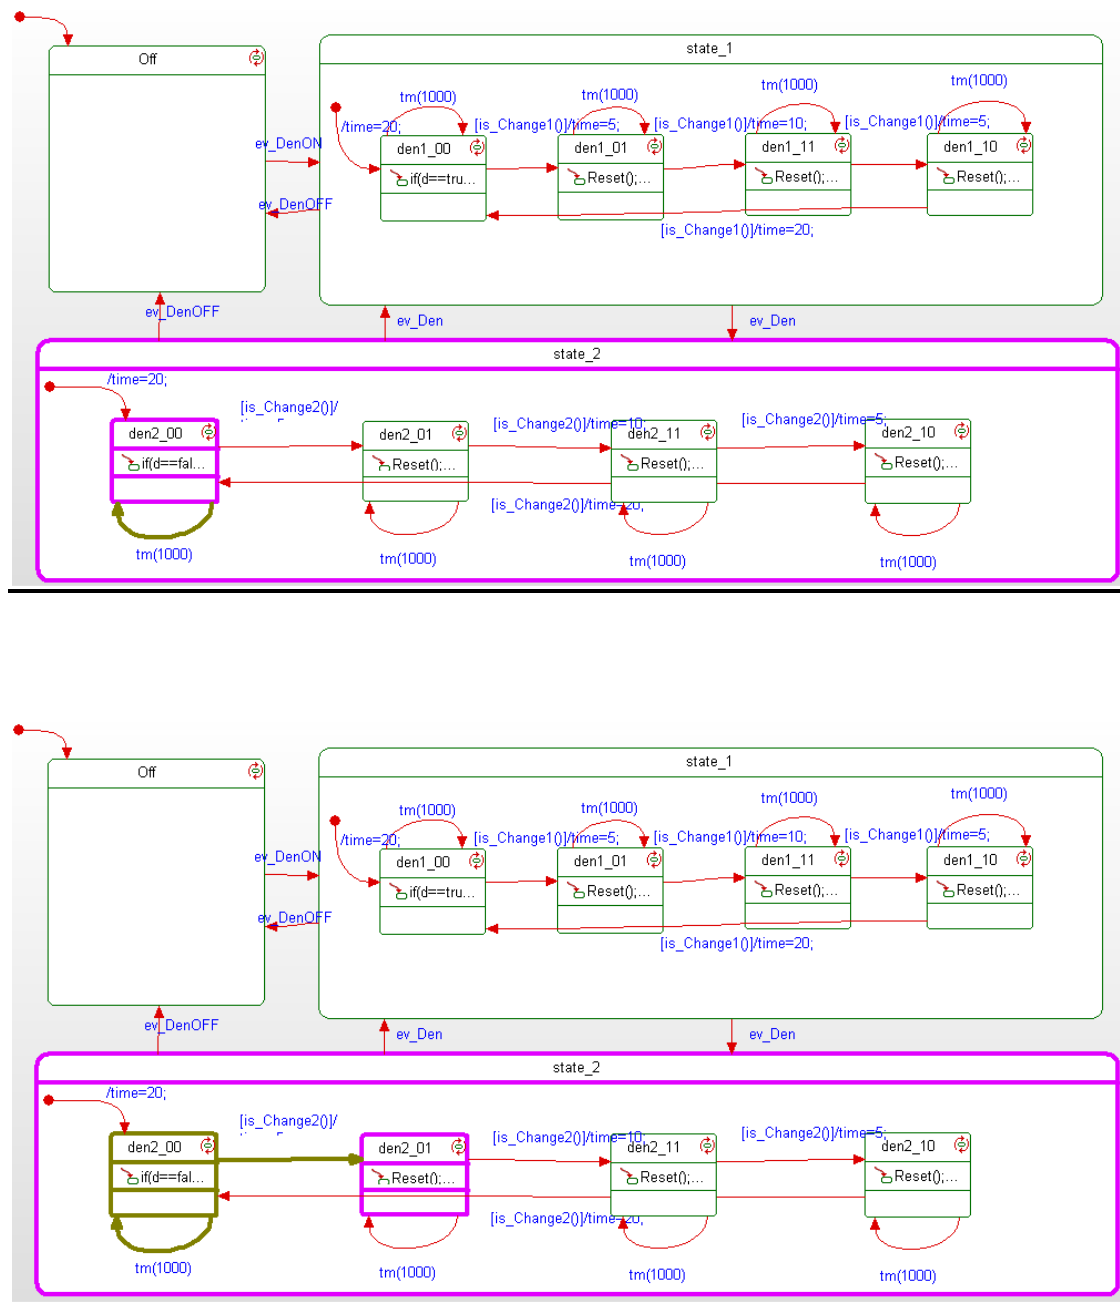 Off
state_1
tm(1000)
tm(1000)
tm(1000)
tm(1000)
/time=20;
[is_Change1()]/time=5;
[is_Change1()]/time=10;
[is_Change1()]/time=5;
den1_00
den1_01
den1_11
den1_10
if(d==tru...
Reset();...
Reset();...
Reset();...
ev_DenON
ev_DenOFF
[is_Change1()]/time=20;
ev_DenOFF
ev_Den
ev_Den
state_2
/time=20;
[is_Change2()]/
[is_Change2()]/time=10;
[is_Change2()]/time=5;
den2_00
den2_01
den2_11
den2_10
if(d==fal...
Reset();...
Reset();...
Reset();...
[is_Change2()]/time=20;
tm(1000)
tm(1000)
tm(1000)
tm(1000)
Off
state_1
tm(1000)
tm(1000)
tm(1000)
tm(1000)
/time=20;
[is_Change1()]/time=5;
[is_Change1()]/time=10;
[is_Change1()]/time=5;
den1_00
den1_01
den1_11
den1_10
if(d==tru...
Reset();...
Reset();...
Reset();...
ev_DenON
ev_DenOFF
[is_Change1()]/time=20;
ev_DenOFF
ev_Den
ev_Den
state_2
/time=20;
[is_Change2()]/
[is_Change2()]/time=10;
[is_Change2()]/time=5;
den2_00
den2_01
den2_11
den2_10
if(d==fal...
Reset();...
Reset();...
Reset();...
[is_Change2()]/time=20;
tm(1000)
tm(1000)
tm(1000)
tm(1000)